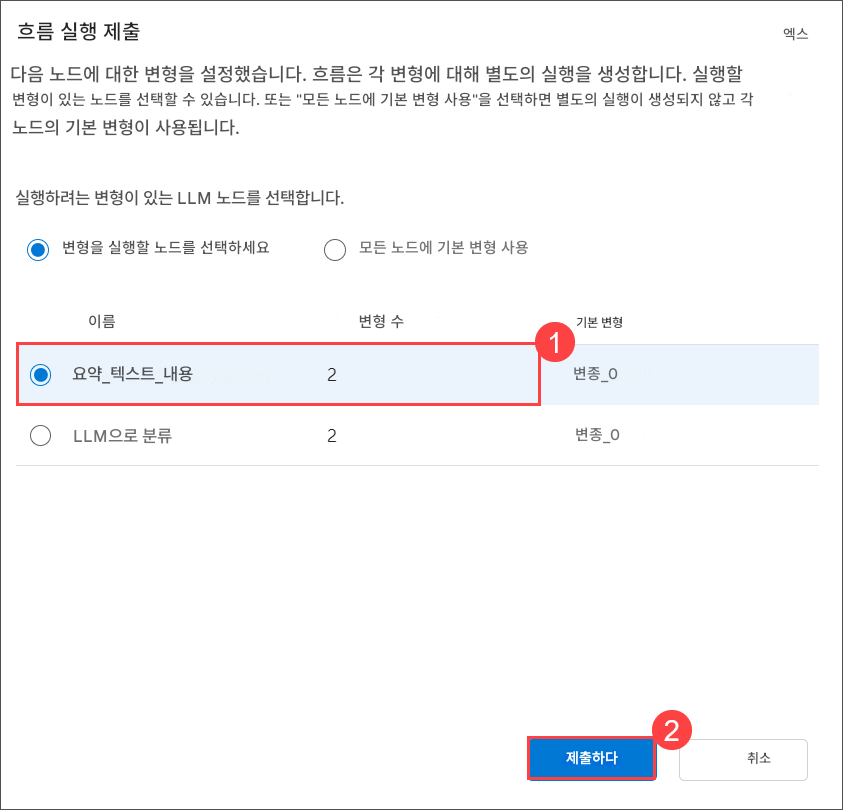 흐름 실행 제출
엑스
다음 노드에 대한 변형을 설정했습니다. 흐름은 각 변형에 대해 별도의 실행을 생성합니다. 실행할
변형이 있는 노드를 선택할 수 있습니다. 또는 "모든 노드에 기본 변형 사용"을 선택하면 별도의 실행이 생성되지 않고 각
노드의 기본 변형이 사용됩니다.
실행하려는 변형이 있는 LLM 노드를 선택합니다.
변형을 실행할 노드를 선택하세요 모든 노드에 기본 변형 사용
이름 변형 수 기본 변형
1
요약_텍스트_내용 2 변종_0
LLM으로 분류 2 변종_0
2
제출하다 취소